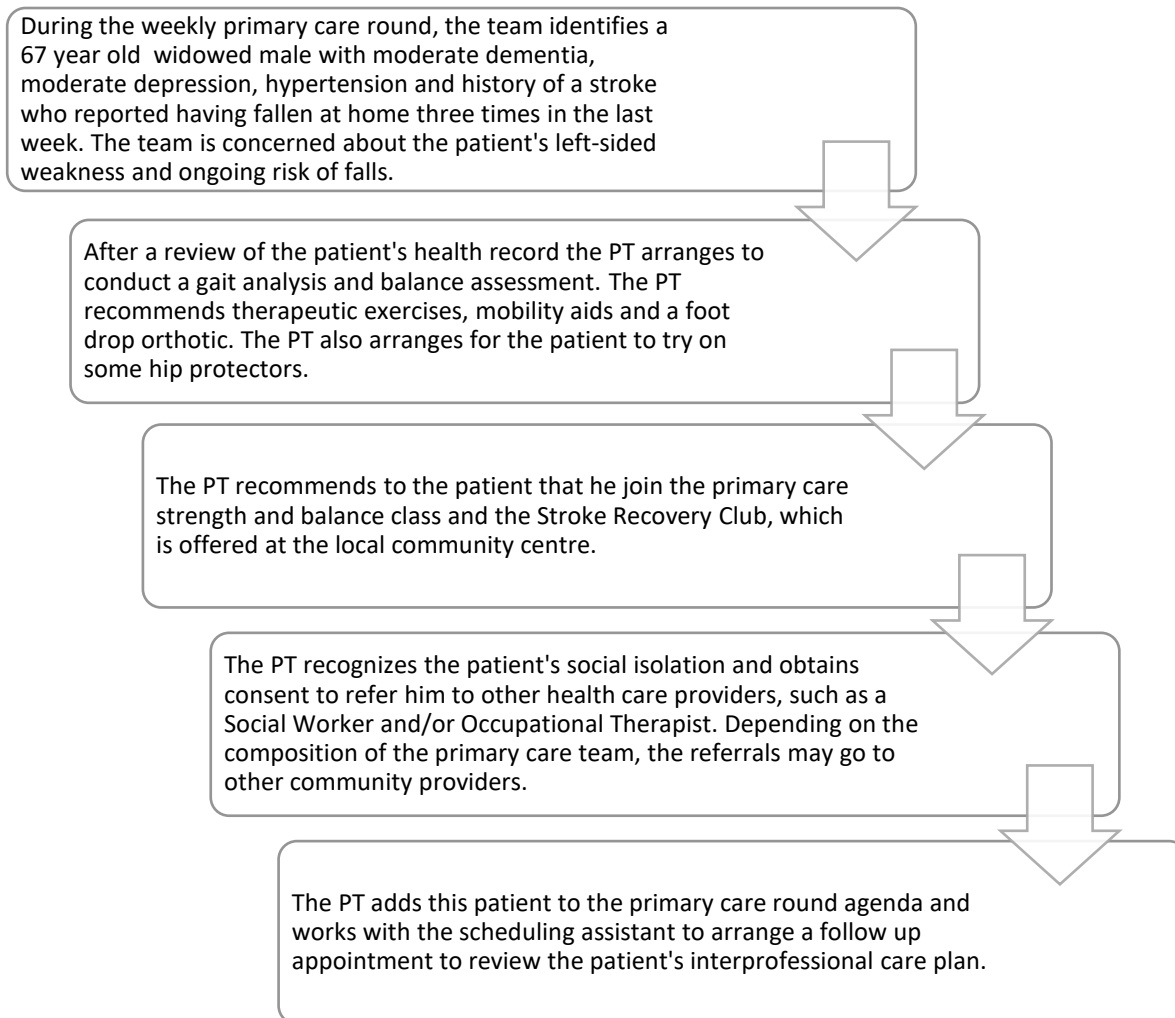 During the weekly primary care round, the team identifies a
67 year old  widowed male with moderate dementia,
moderate depression, hypertension and history of a stroke
who reported having fallen at home three times in the last
week. The team is concerned about the patient's left-sided
weakness and ongoing risk of falls.
After a review of the patient's health record the PT arranges to
conduct a gait analysis and balance assessment. The PT
recommends therapeutic exercises, mobility aids and a foot
drop orthotic. The PT also arranges for the patient to try on
some hip protectors.
The PT recommends to the patient that he join the primary care
strength and balance class and the Stroke Recovery Club, which
is offered at the local community centre.
The PT recognizes the patient's social isolation and obtains
consent to refer him to other health care providers, such as a
Social Worker and/or Occupational Therapist. Depending on the
composition of the primary care team, the referrals may go to
other community providers.
The PT adds this patient to the primary care round agenda and
works with the scheduling assistant to arrange a follow up
appointment to review the patient's interprofessional care plan.